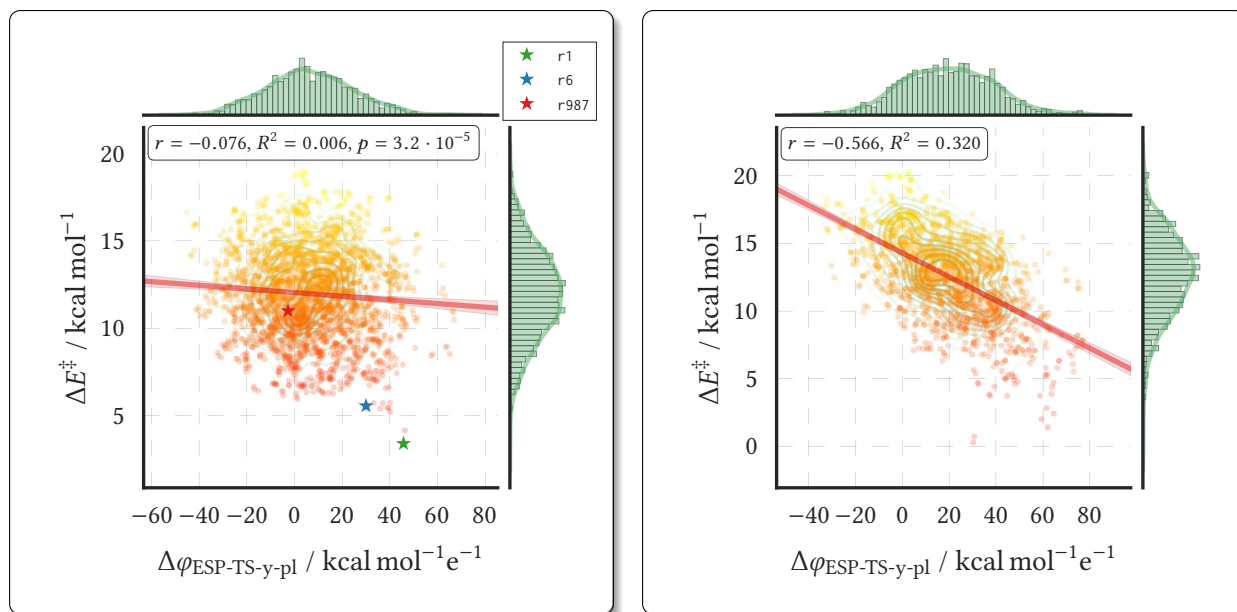 r1
r6
r987
r = −0.076, R² = 0.006, p = 3.2 · 10⁻⁵
20
15
10
5
ΔE‡ / kcal mol⁻¹
−60 −40 −20 0 20 40 60 80
Δφ_ESP-TS-y-pl / kcal mol⁻¹e⁻¹
r = −0.566, R² = 0.320
20
15
10
5
0
ΔE‡ / kcal mol⁻¹
−40 −20 0 20 40 60 80
Δφ_ESP-TS-y-pl / kcal mol⁻¹e⁻¹